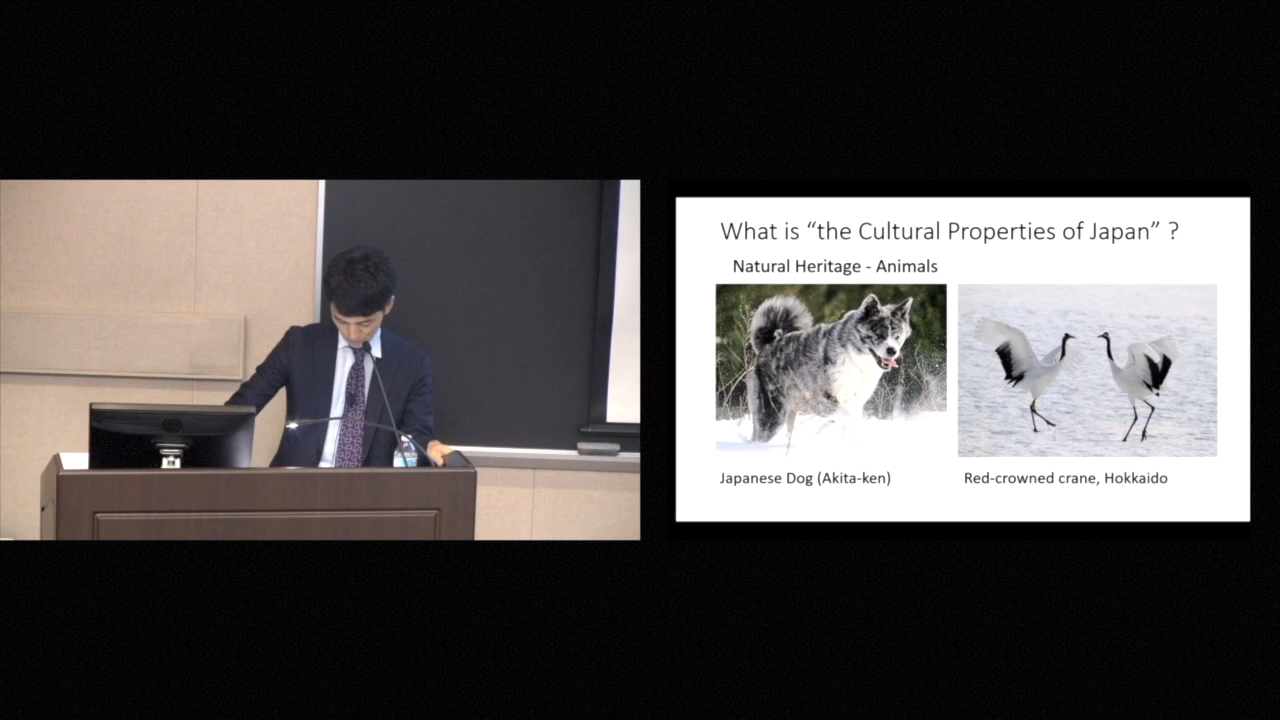 What is “the Cultural Properties of Japan” ?
Natural Heritage - Animals
Japanese Dog (Akita-ken)
Red-crowned crane, Hokkaido